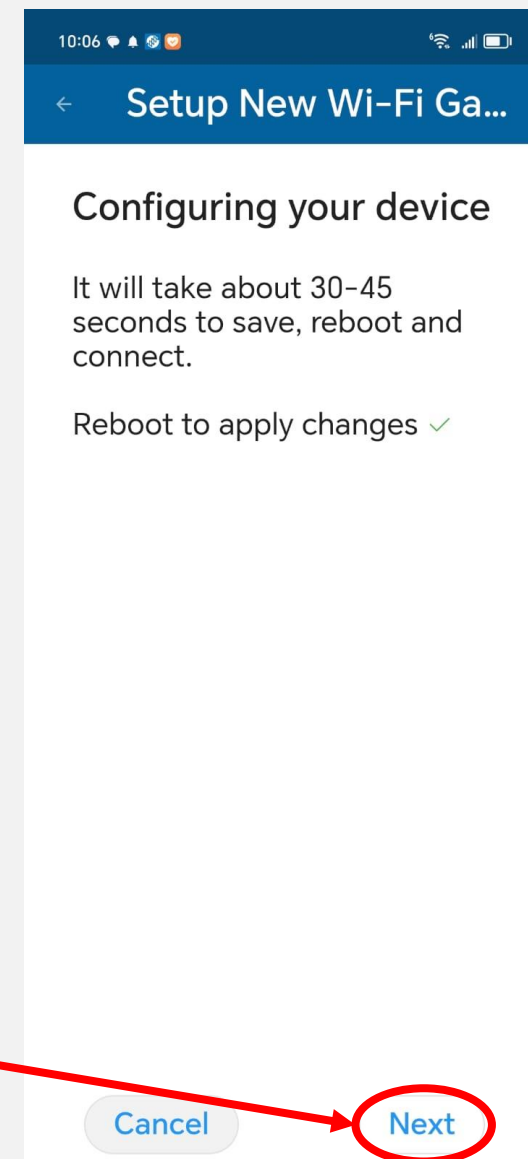 10:06
Setup New Wi-Fi Ga...
Configuring your device
It will take about 30-45
seconds to save, reboot and
connect.
Reboot to apply changes ✓
Cancel
Next